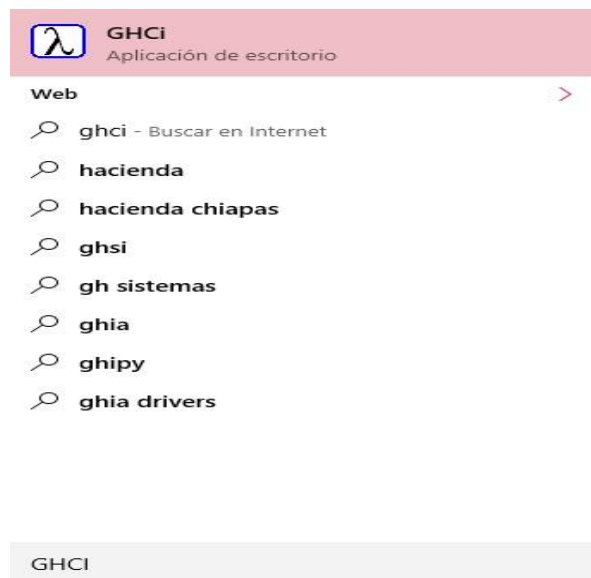 λ
GHCi
Aplicación de escritorio
Web
ghci - Buscar en Internet
hacienda
hacienda chiapas
ghsi
gh sistemas
ghia
ghipy
ghia drivers
GHCI